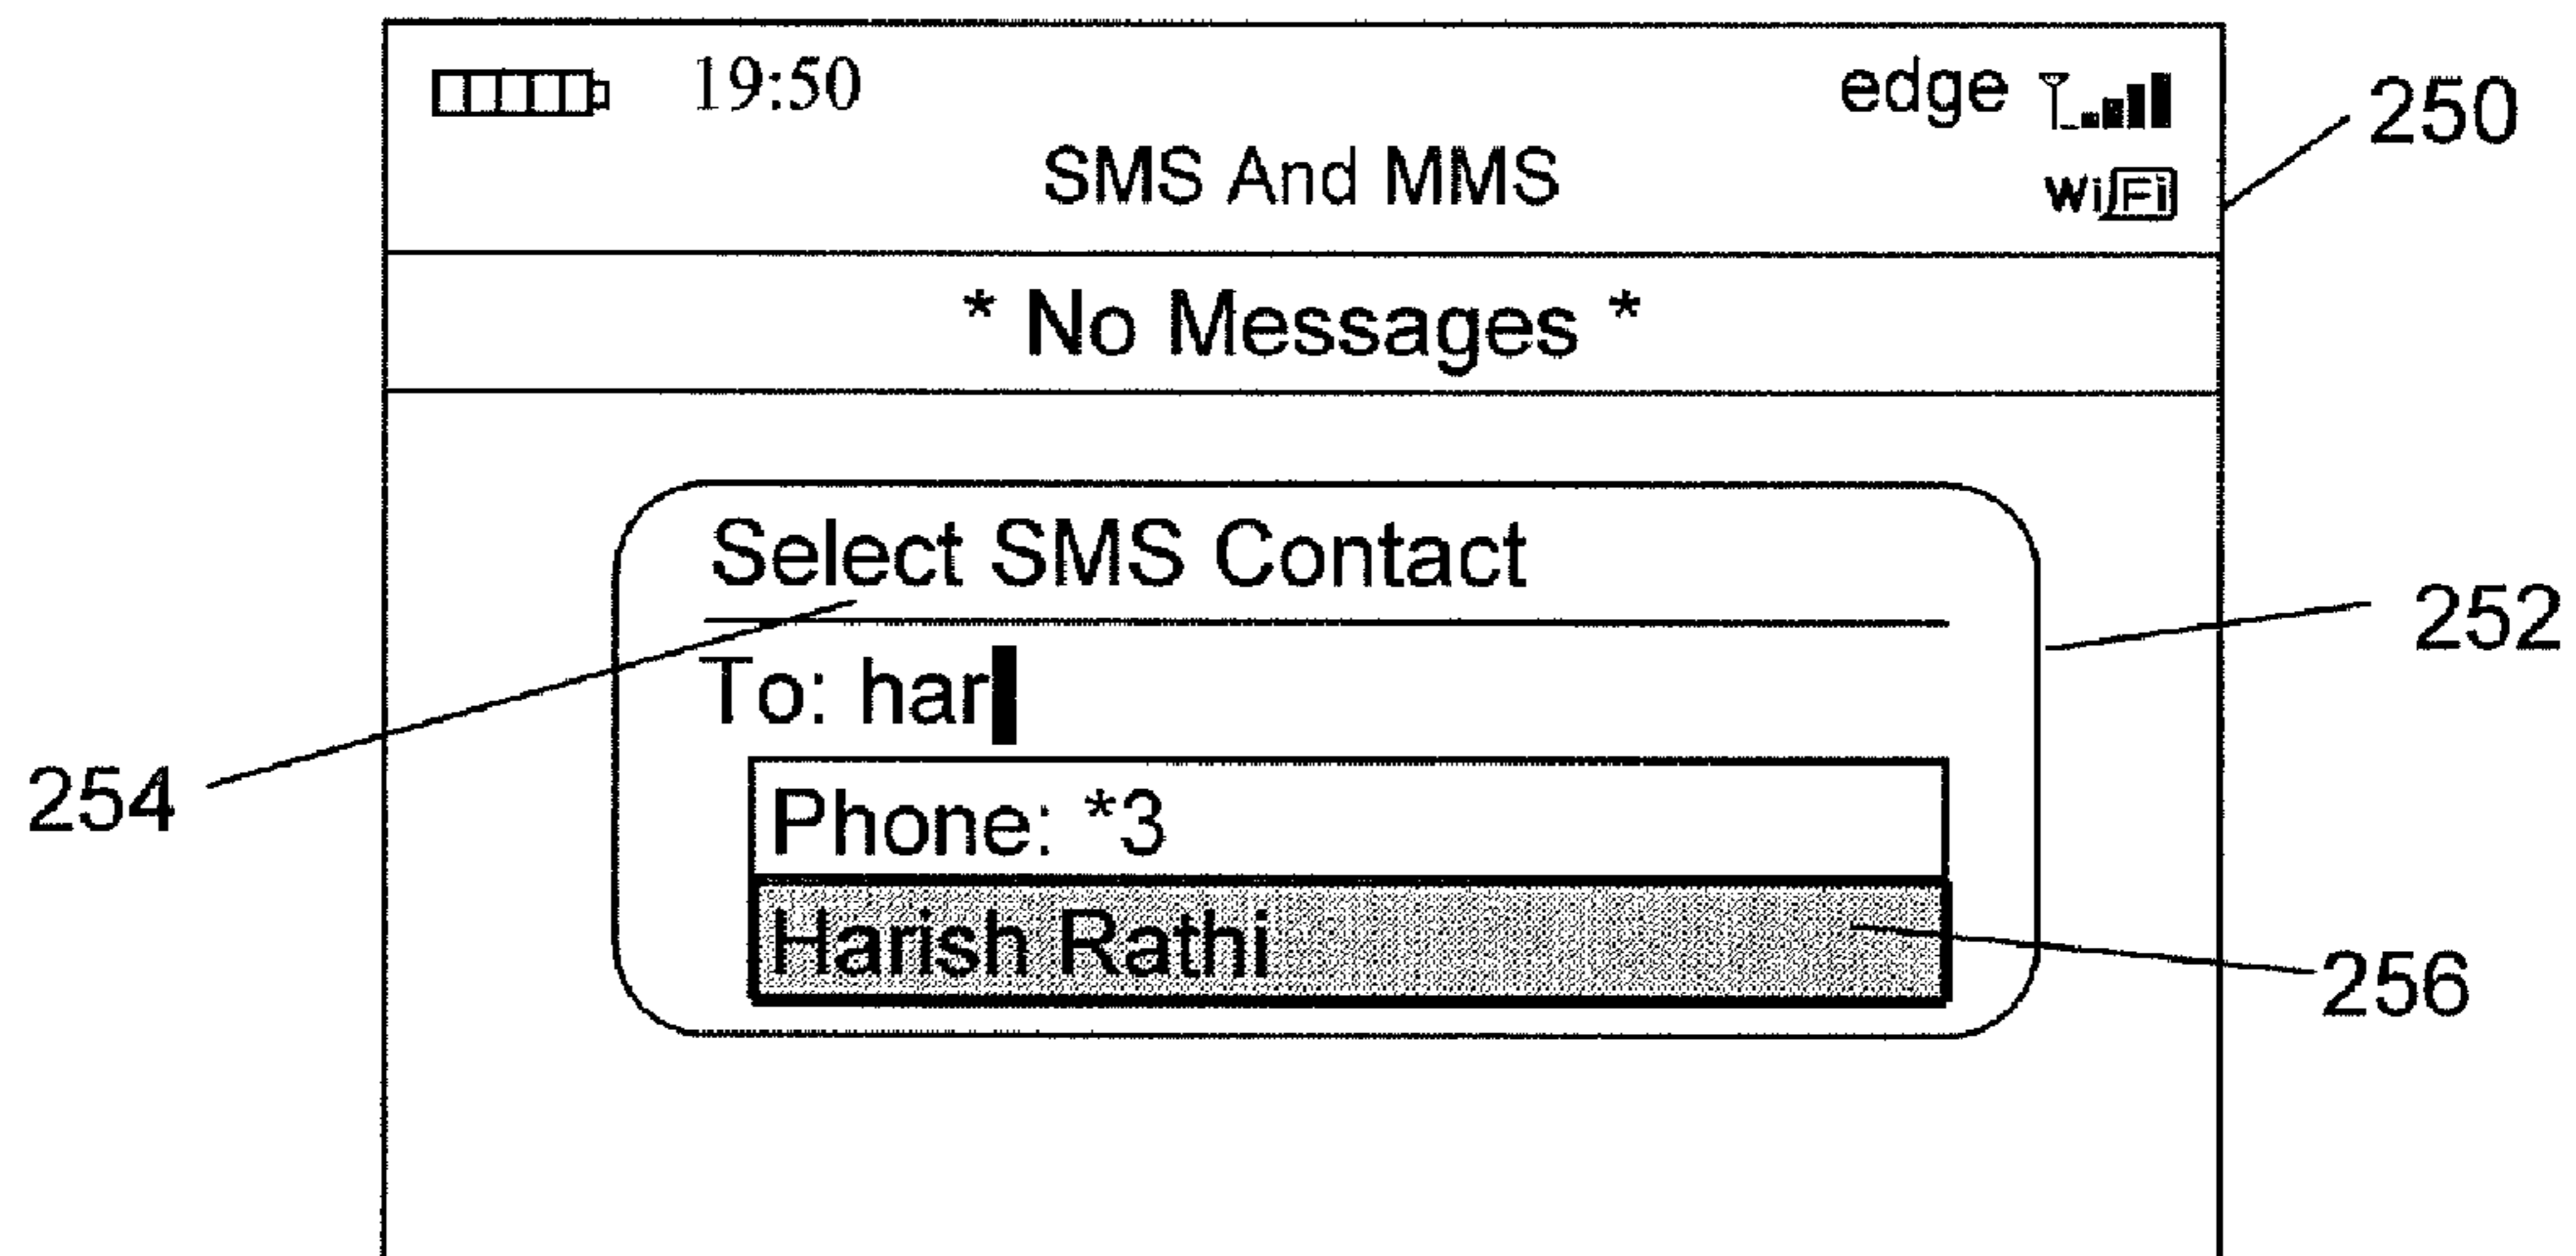 19:50 edge
250
SMS And MMS
WiFi
* No Messages *
Select SMS Contact
252
To: har
254
Phone: *3
Harish Rathi
256